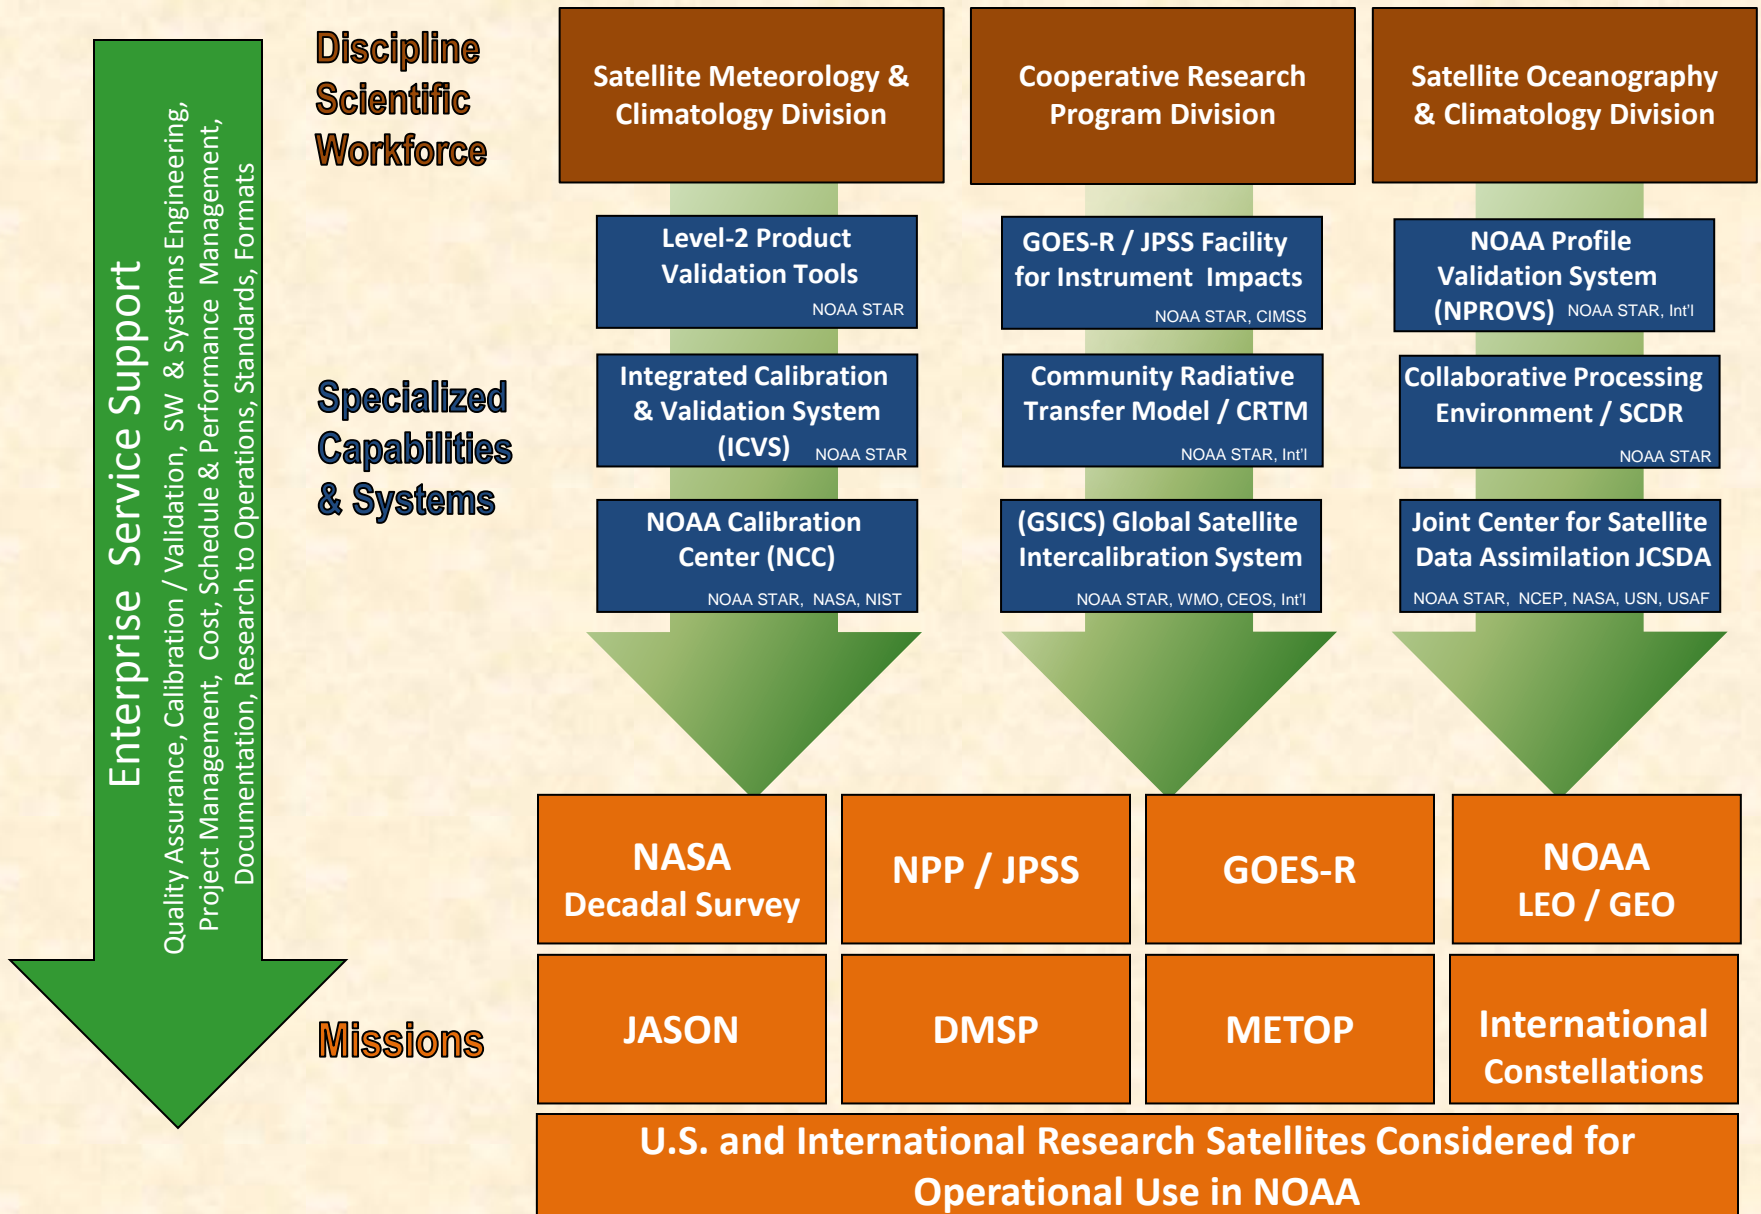 Enterprise Service Support
Quality Assurance, Calibration / Validation, SW & Systems Engineering,
Project Management, Cost, Schedule & Performance Management,
Documentation, Research to Operations, Standards, Formats
Discipline
Scientific
Workforce
Satellite Meteorology &
Climatology Division
Cooperative Research
Program Division
Satellite Oceanography
& Climatology Division
Specialized
Capabilities
& Systems
Level-2 Product
Validation Tools
NOAA STAR
GOES-R / JPSS Facility
for Instrument Impacts
NOAA STAR, CIMSS
NOAA Profile
Validation System
(NPROVS) NOAA STAR, Int'l
Integrated Calibration
& Validation System
(ICVS) NOAA STAR
Community Radiative
Transfer Model / CRTM
NOAA STAR, Int'l
Collaborative Processing
Environment / SCDR
NOAA STAR
NOAA Calibration
Center (NCC)
NOAA STAR, NASA, NIST
(GSICS) Global Satellite
Intercalibration System
NOAA STAR, WMO, CEOS, Int'l
Joint Center for Satellite
Data Assimilation JCSDA
NOAA STAR, NCEP, NASA, USN, USAF
Missions
NASA
Decadal Survey
NPP / JPSS
GOES-R
NOAA
LEO / GEO
JASON
DMSP
METOP
International
Constellations
U.S. and International Research Satellites Considered for
Operational Use in NOAA